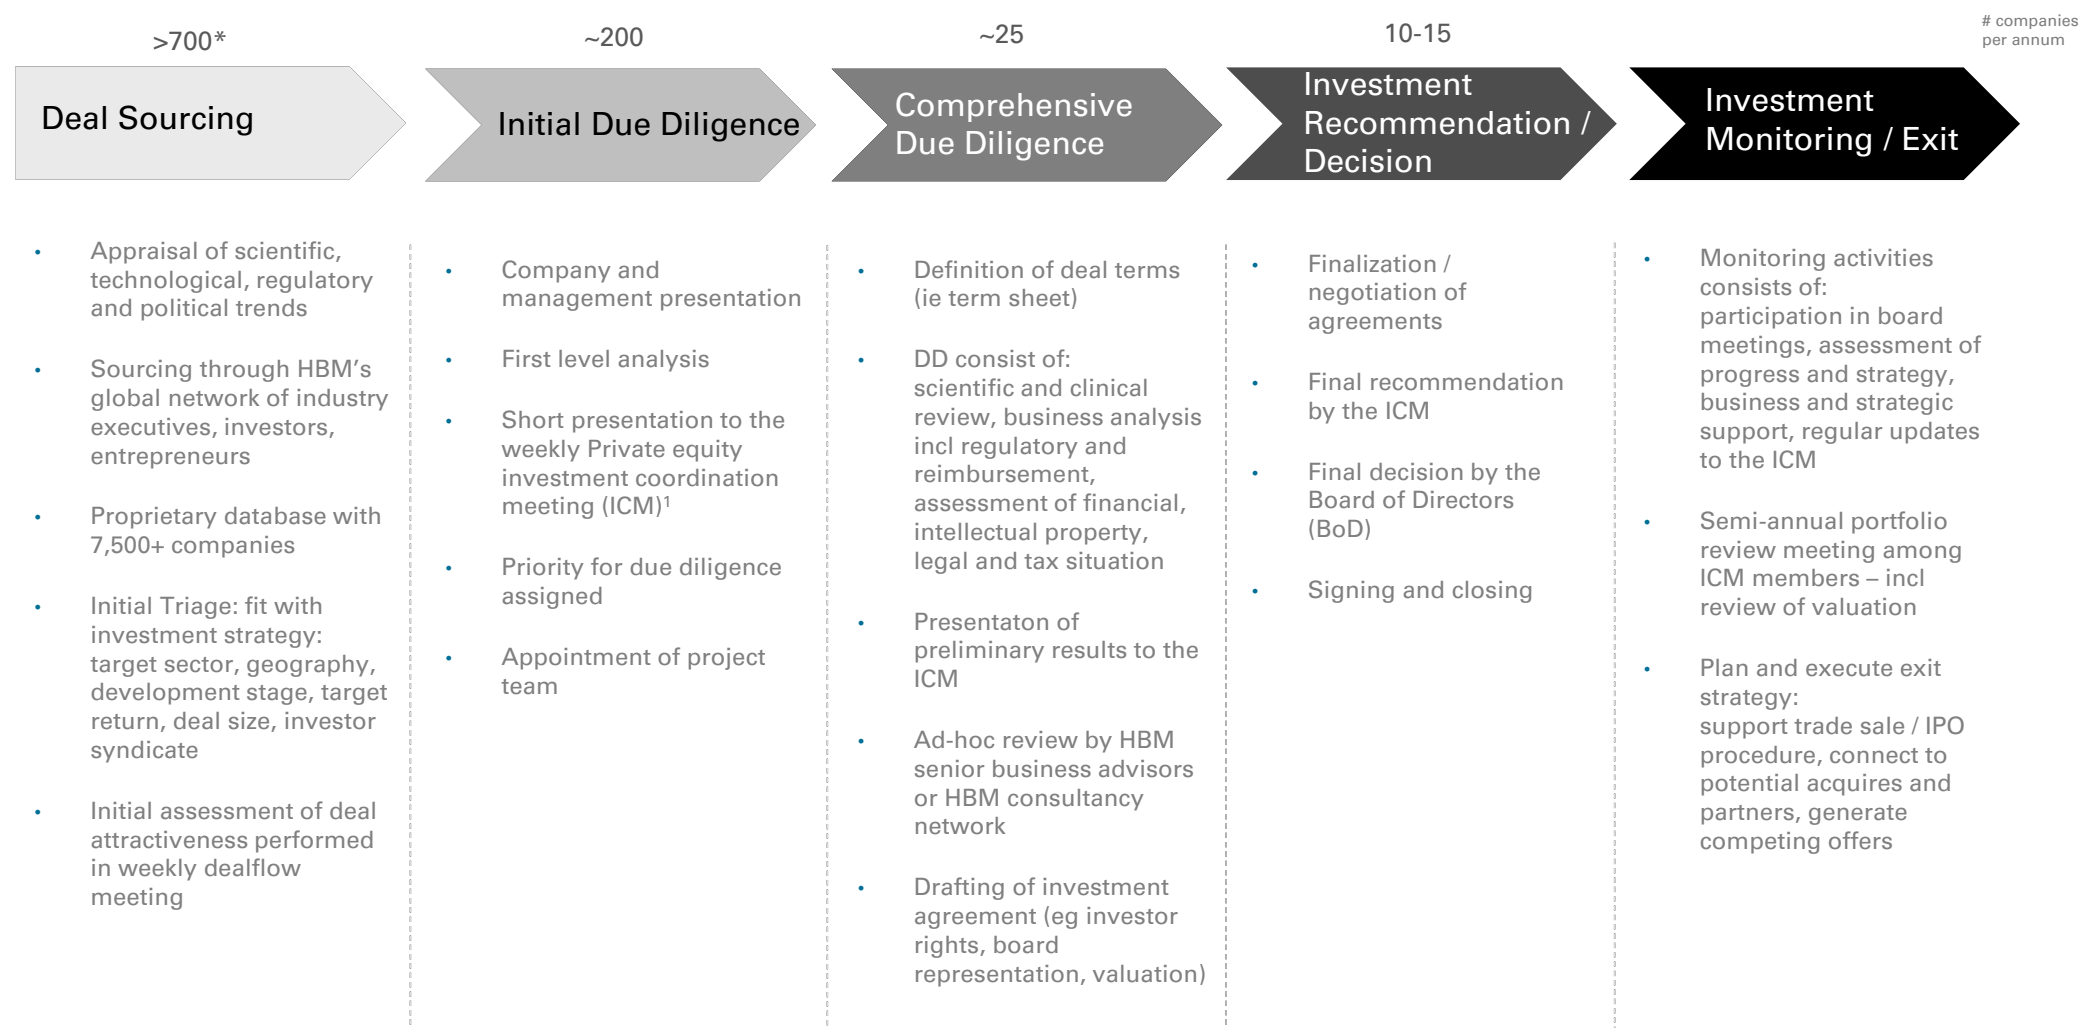 >700*
~200
~25
10-15
# companies
per annum
Deal Sourcing
Initial Due Diligence
Comprehensive
Due Diligence
Investment
Recommendation /
Decision
Investment
Monitoring / Exit
• Appraisal of scientific,
technological, regulatory
and political trends
• Sourcing through HBM’s
global network of industry
executives, investors,
entrepreneurs
• Proprietary database with
7,500+ companies
• Initial Triage: fit with
investment strategy:
target sector, geography,
development stage, target
return, deal size, investor
syndicate
• Initial assessment of deal
attractiveness performed
in weekly dealflow
meeting
• Company and
management presentation
• First level analysis
• Short presentation to the
weekly Private equity
investment coordination
meeting (ICM)¹
• Priority for due diligence
assigned
• Appointment of project
team
• Definition of deal terms
(ie term sheet)
• DD consist of:
scientific and clinical
review, business analysis
incl regulatory and
reimbursement,
assessment of financial,
intellectual property,
legal and tax situation
• Presentaton of
preliminary results to the
ICM
• Ad-hoc review by HBM
senior business advisors
or HBM consultancy
network
• Drafting of investment
agreement (eg investor
rights, board
representation, valuation)
• Finalization /
negotiation of
agreements
• Final recommendation
by the ICM
• Final decision by the
Board of Directors
(BoD)
• Signing and closing
• Monitoring activities
consists of:
participation in board
meetings, assessment of
progress and strategy,
business and strategic
support, regular updates
to the ICM
• Semi-annual portfolio
review meeting among
ICM members – incl
review of valuation
• Plan and execute exit
strategy:
support trade sale / IPO
procedure, connect to
potential acquires and
partners, generate
competing offers